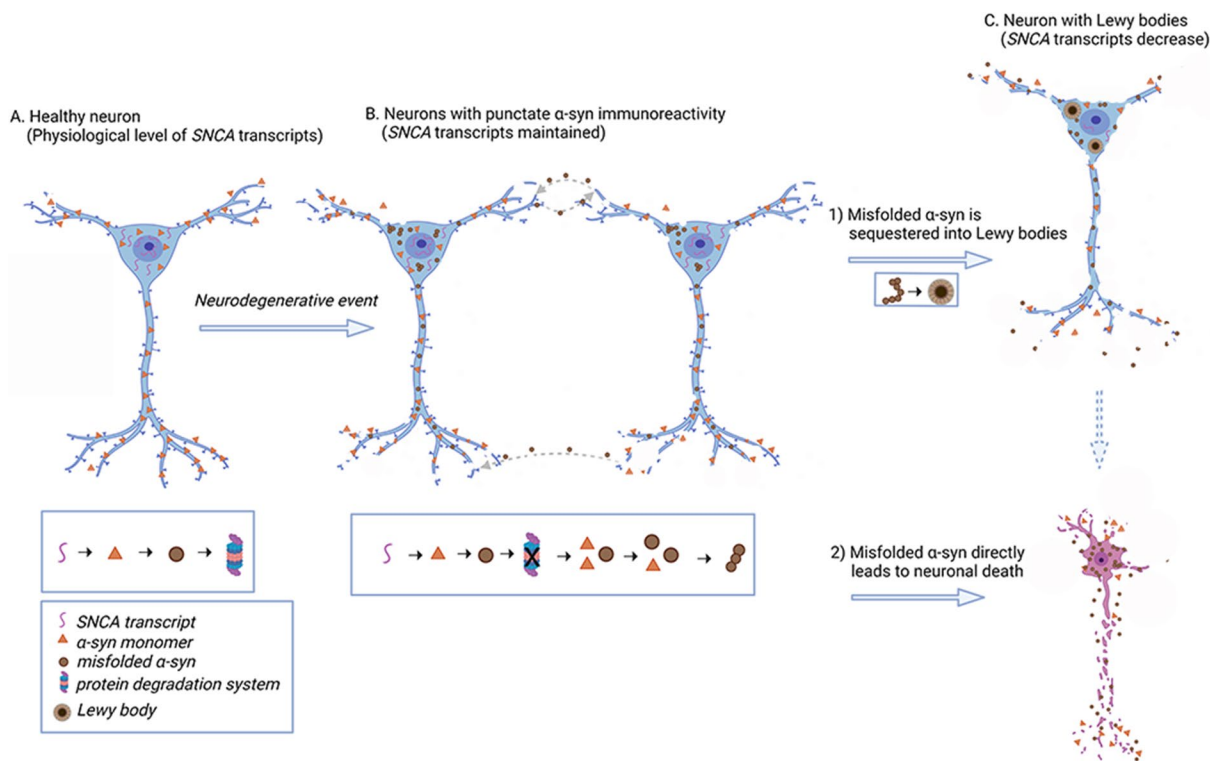 A. Healthy neuron
(Physiological level of SNCA transcripts)
B. Neurons with punctate α-syn immunoreactivity
(SNCA transcripts maintained)
C. Neuron with Lewy bodies
(SNCA transcripts decrease)
Neurodegenerative event
1) Misfolded α-syn is
sequestered into Lewy bodies
2) Misfolded α-syn directly
leads to neuronal death
SNCA transcript
α-syn monomer
misfolded α-syn
protein degradation system
Lewy body